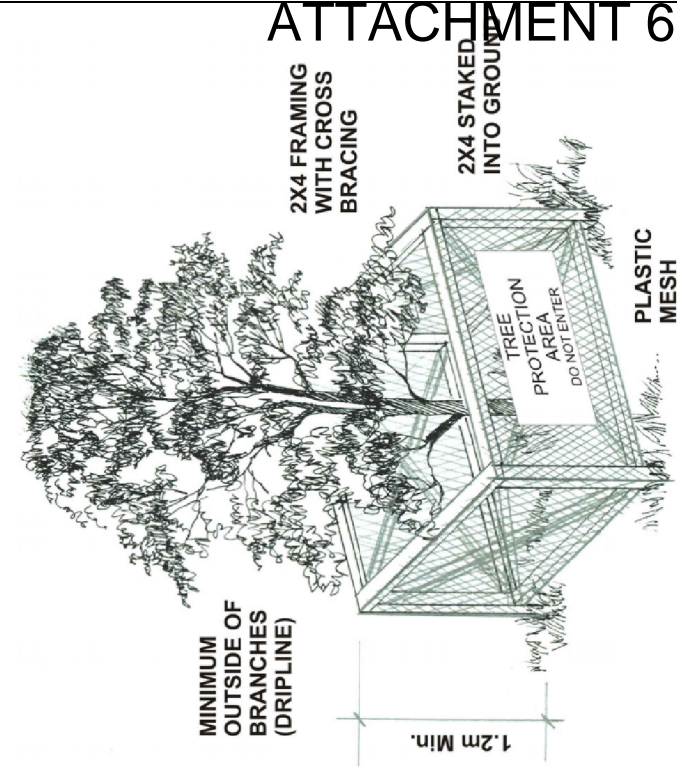 ATTACHMENT 6
2X4 FRAMING
WITH CROSS
BRACING
2X4 STAKED
INTO GROUND
MINIMUM
OUTSIDE OF
BRANCHES
(DRIPLINE)
TREE
PROTECTION
AREA
DO NOT ENTER
PLASTIC
MESH
1.2m Min.